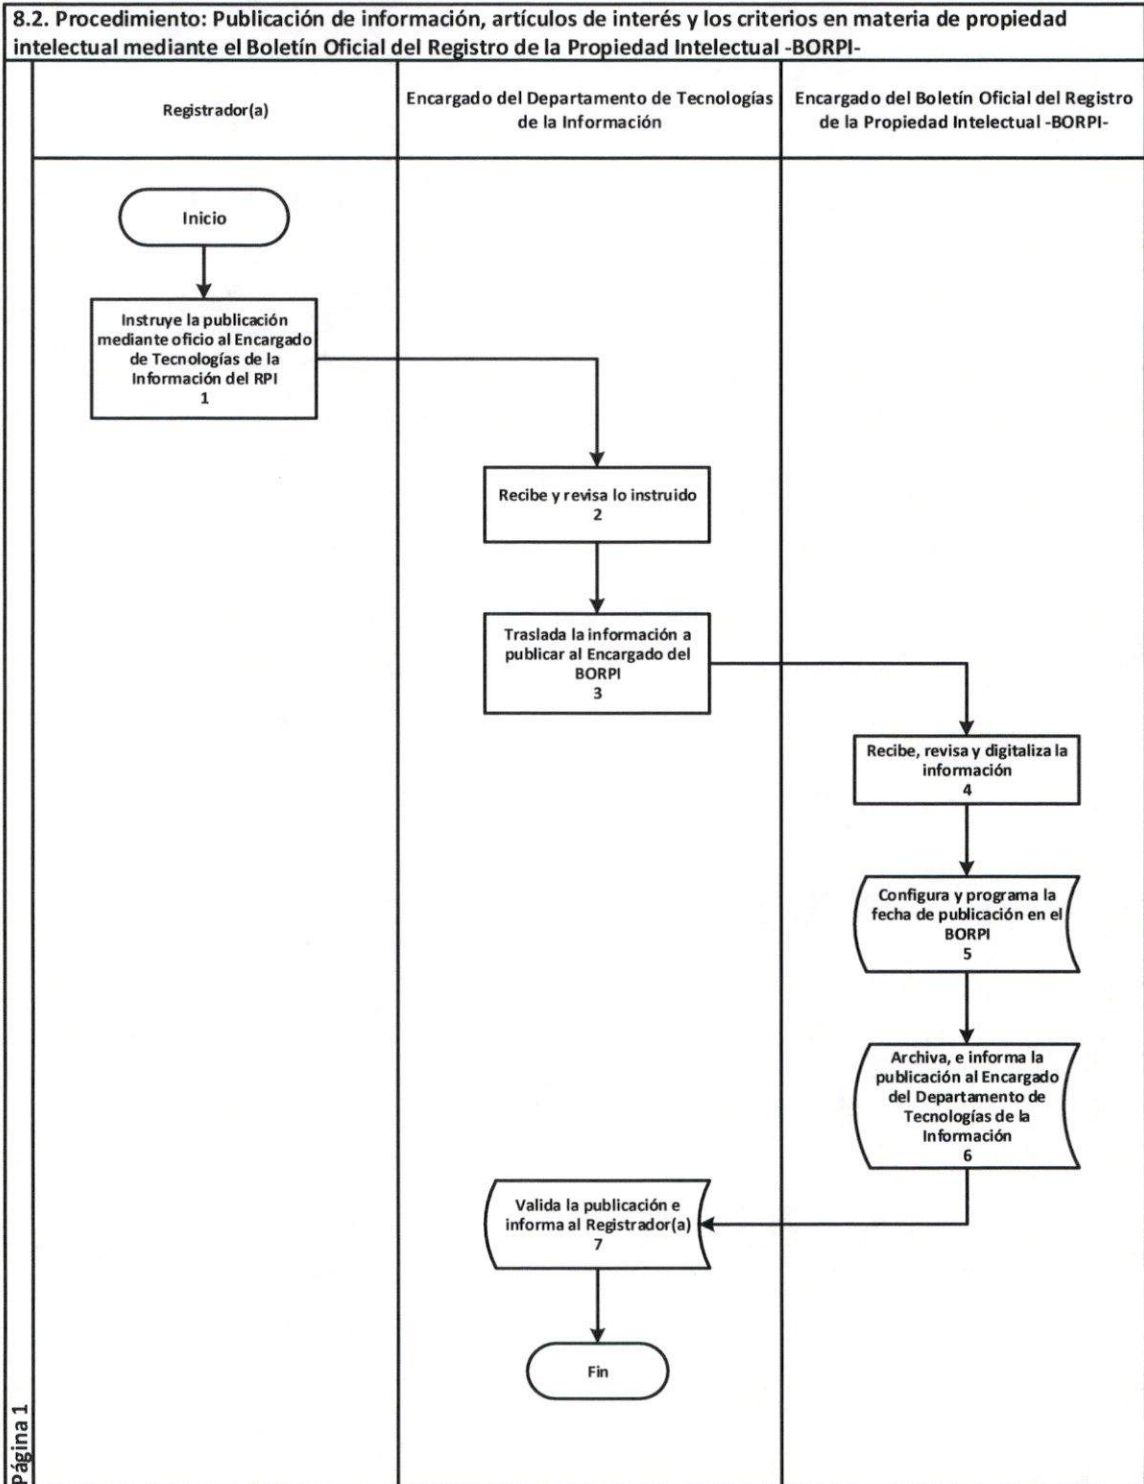 8.2. Procedimiento: Publicación de información, artículos de interés y los criterios en materia de propiedad
intelectual mediante el Boletín Oficial del Registro de la Propiedad Intelectual -BORPI-
Registrador(a)
Encargado del Departamento de Tecnologías
de la Información
Encargado del Boletín Oficial del Registro
de la Propiedad Intelectual -BORPI-
Inicio
Instruye la publicación
mediante oficio al Encargado
de Tecnologías de la
Información del RPI
1
Recibe y revisa lo instruido
2
Traslada la información a
publicar al Encargado del
BORPI
3
Recibe, revisa y digitaliza la
información
4
Configura y programa la
fecha de publicación en el
BORPI
5
Archiva, e informa la
publicación al Encargado
del Departamento de
Tecnologías de la
Información
6
Valida la publicación e
informa al Registrador(a)
7
Fin
Página 1